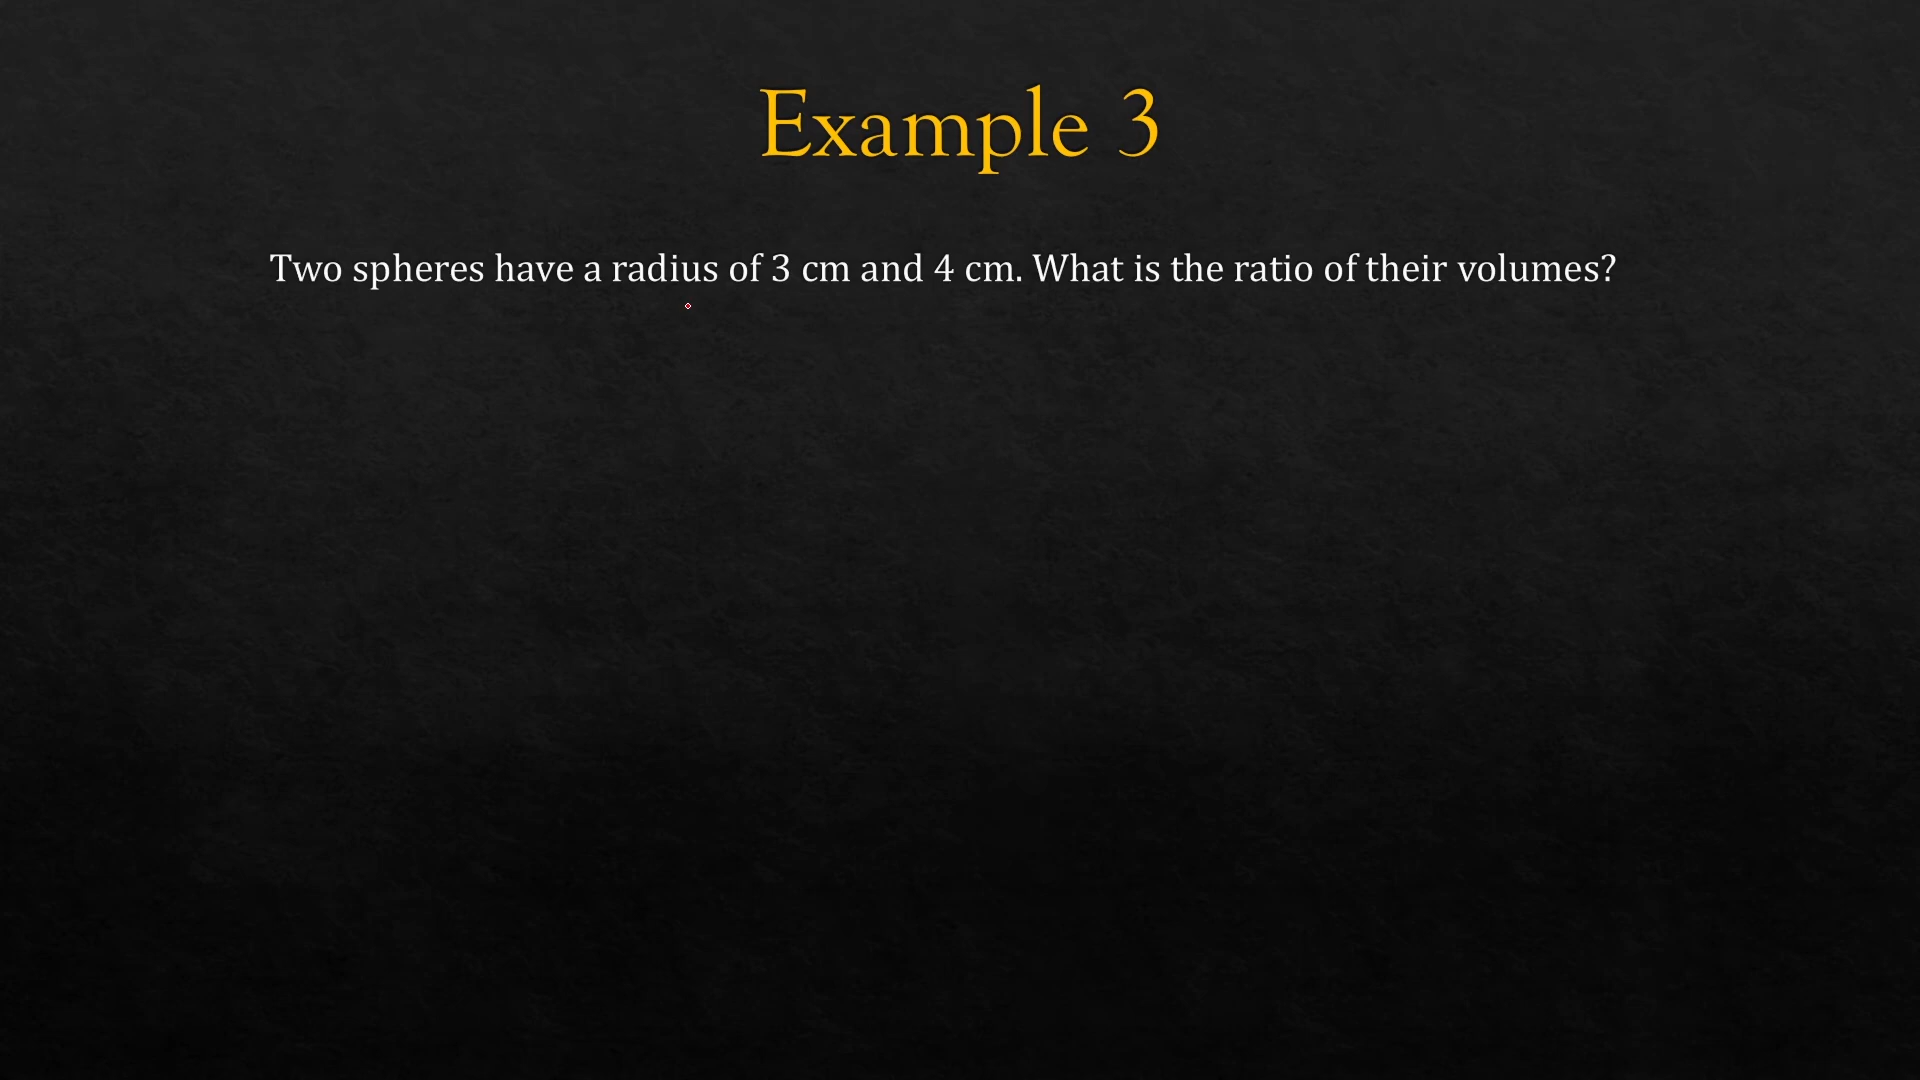 Example 3
Two spheres have a radius of 3 cm and 4 cm. What is the ratio of their volumes?